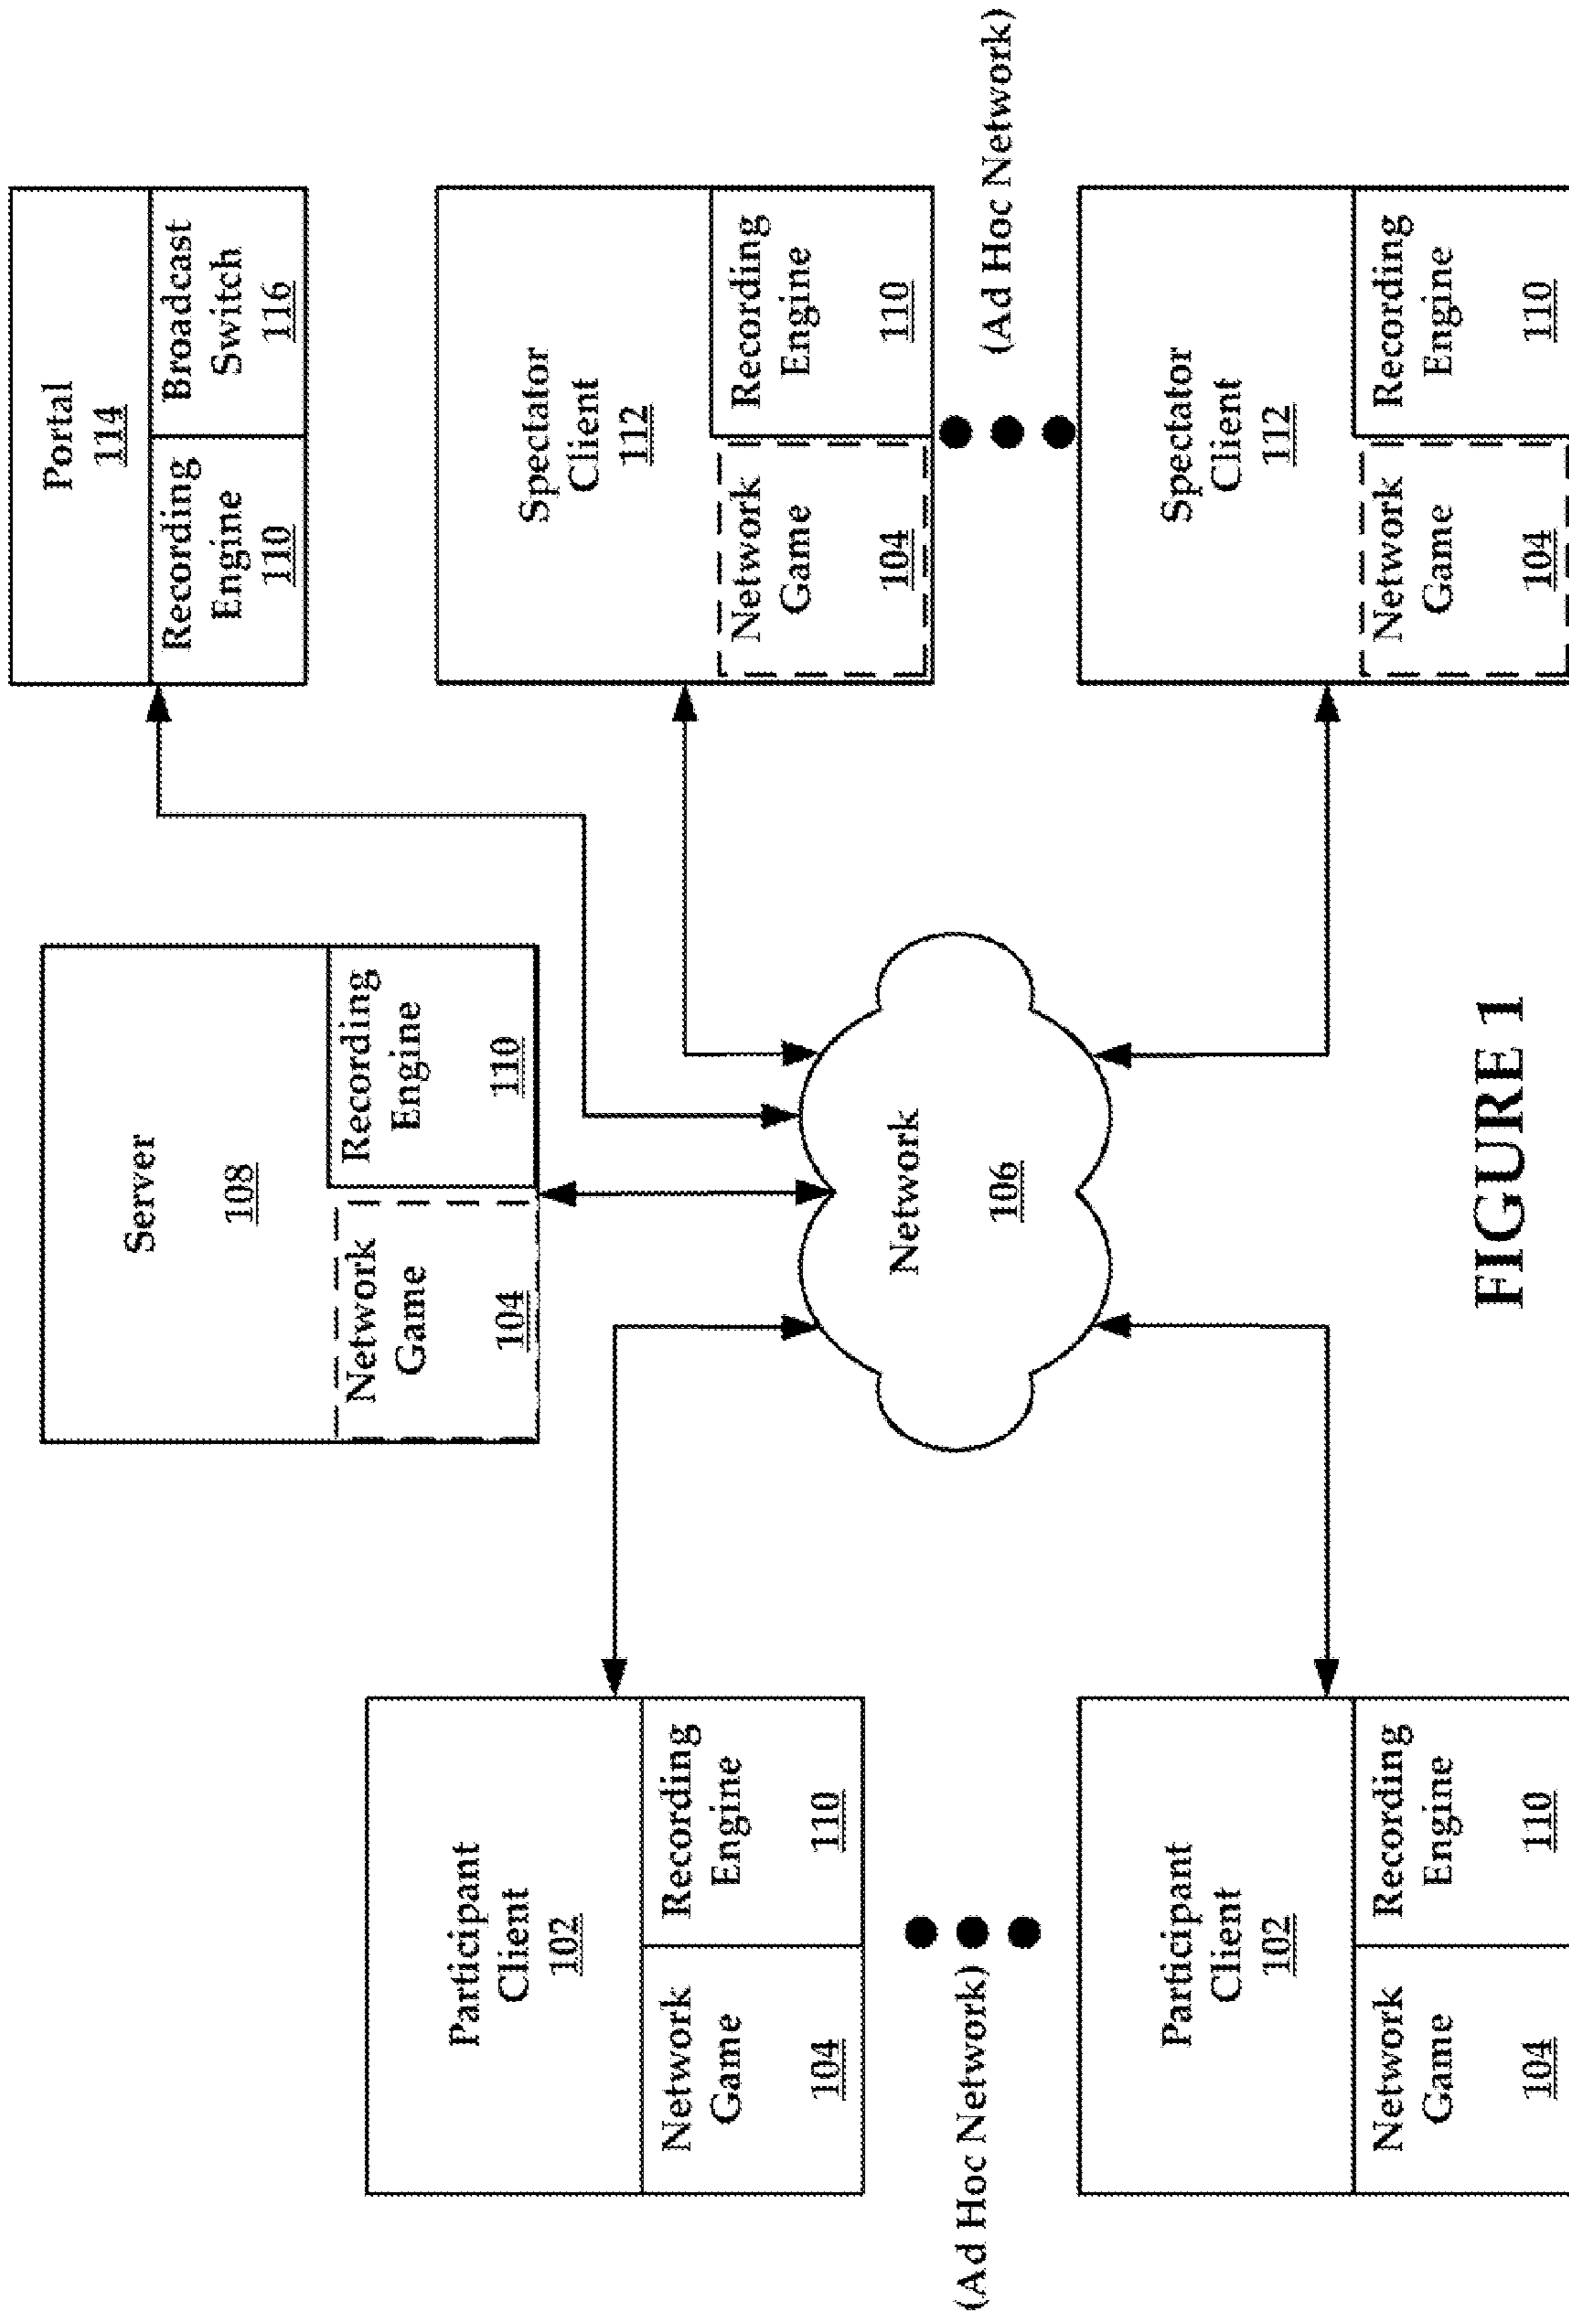 Portal
114
Recording
Engine
110
Broadcast
Switch
116
Server
108
Network
Game
104
Recording
Engine
110
Participant
Client
102
Network
Game
104
Recording
Engine
110
Spectator
Client
112
Network
Game
104
Recording
Engine
110
(Ad Hoc Network)
Network
106
(Ad Hoc Network)
Participant
Client
102
Network
Game
104
Recording
Engine
110
Spectator
Client
112
Network
Game
104
Recording
Engine
110
FIGURE 1